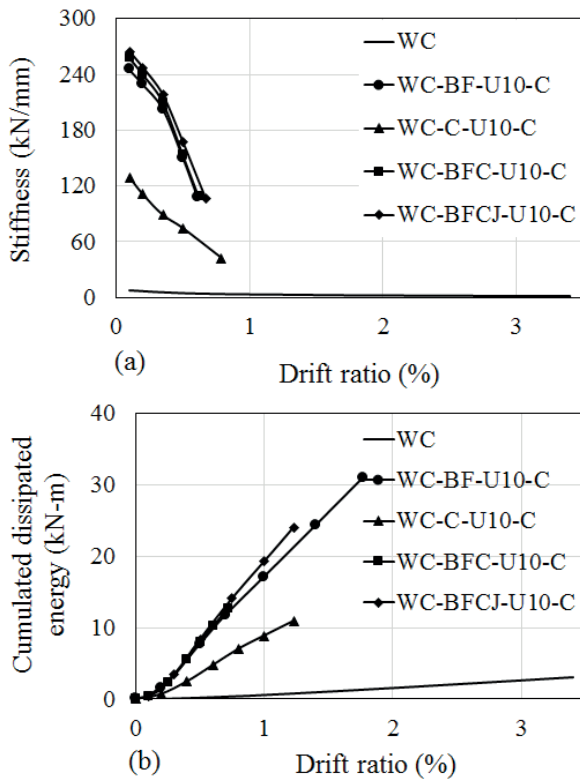 300
240
180
120
60
0
Stiffness (kN/mm)
WC
WC-BF-U10-C
WC-C-U10-C
WC-BFC-U10-C
WC-BFCJ-U10-C
0 1 2 3
(a)
Drift ratio (%)
40
30
20
10
0
Cumulated dissipated
energy (kN-m)
WC
WC-BF-U10-C
WC-C-U10-C
WC-BFC-U10-C
WC-BFCJ-U10-C
0 1 2 3
(b)
Drift ratio (%)